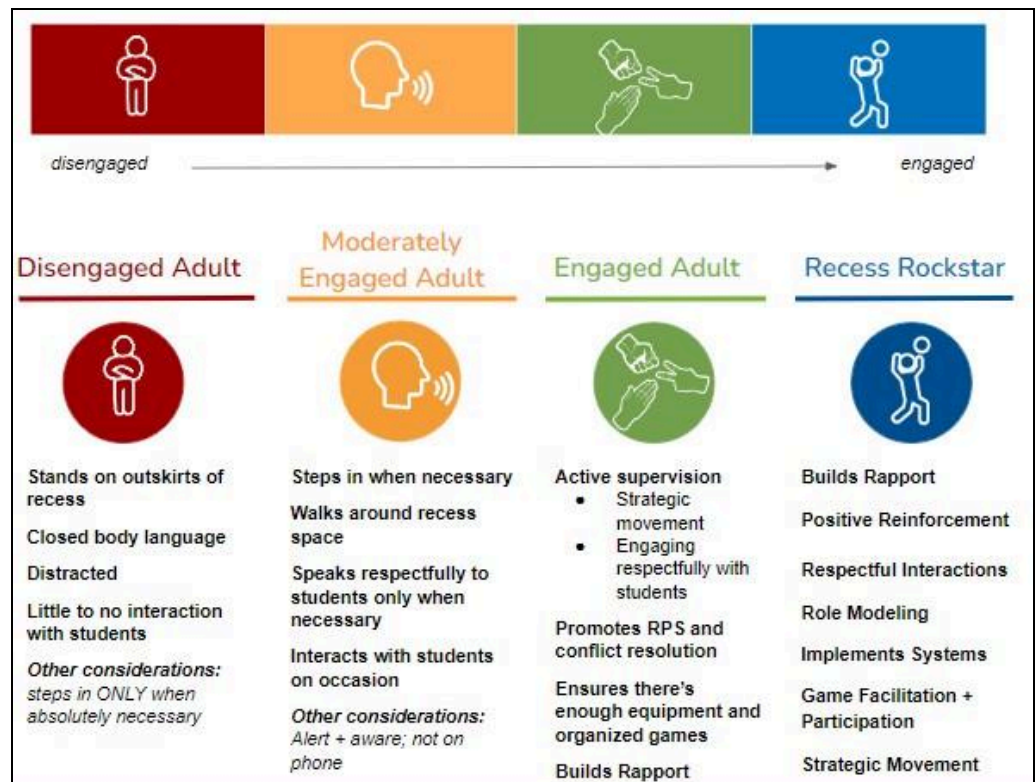 disengaged
engaged
Disengaged Adult
Stands on outskirts of
recess
Closed body language
Distracted
Little to no interaction
with students
Other considerations:
steps in ONLY when
absolutely necessary
Moderately
Engaged Adult
Steps in when necessary
Walks around recess
space
Speaks respectfully to
students only when
necessary
Interacts with students
on occasion
Other considerations:
Alert + aware; not on
phone
Engaged Adult
Active supervision
● Strategic
movement
● Engaging
respectfully with
students
Promotes RPS and
conflict resolution
Ensures there's
enough equipment and
organized games
Builds Rapport
Recess Rockstar
Builds Rapport
Positive Reinforcement
Respectful Interactions
Role Modeling
Implements Systems
Game Facilitation +
Participation
Strategic Movement